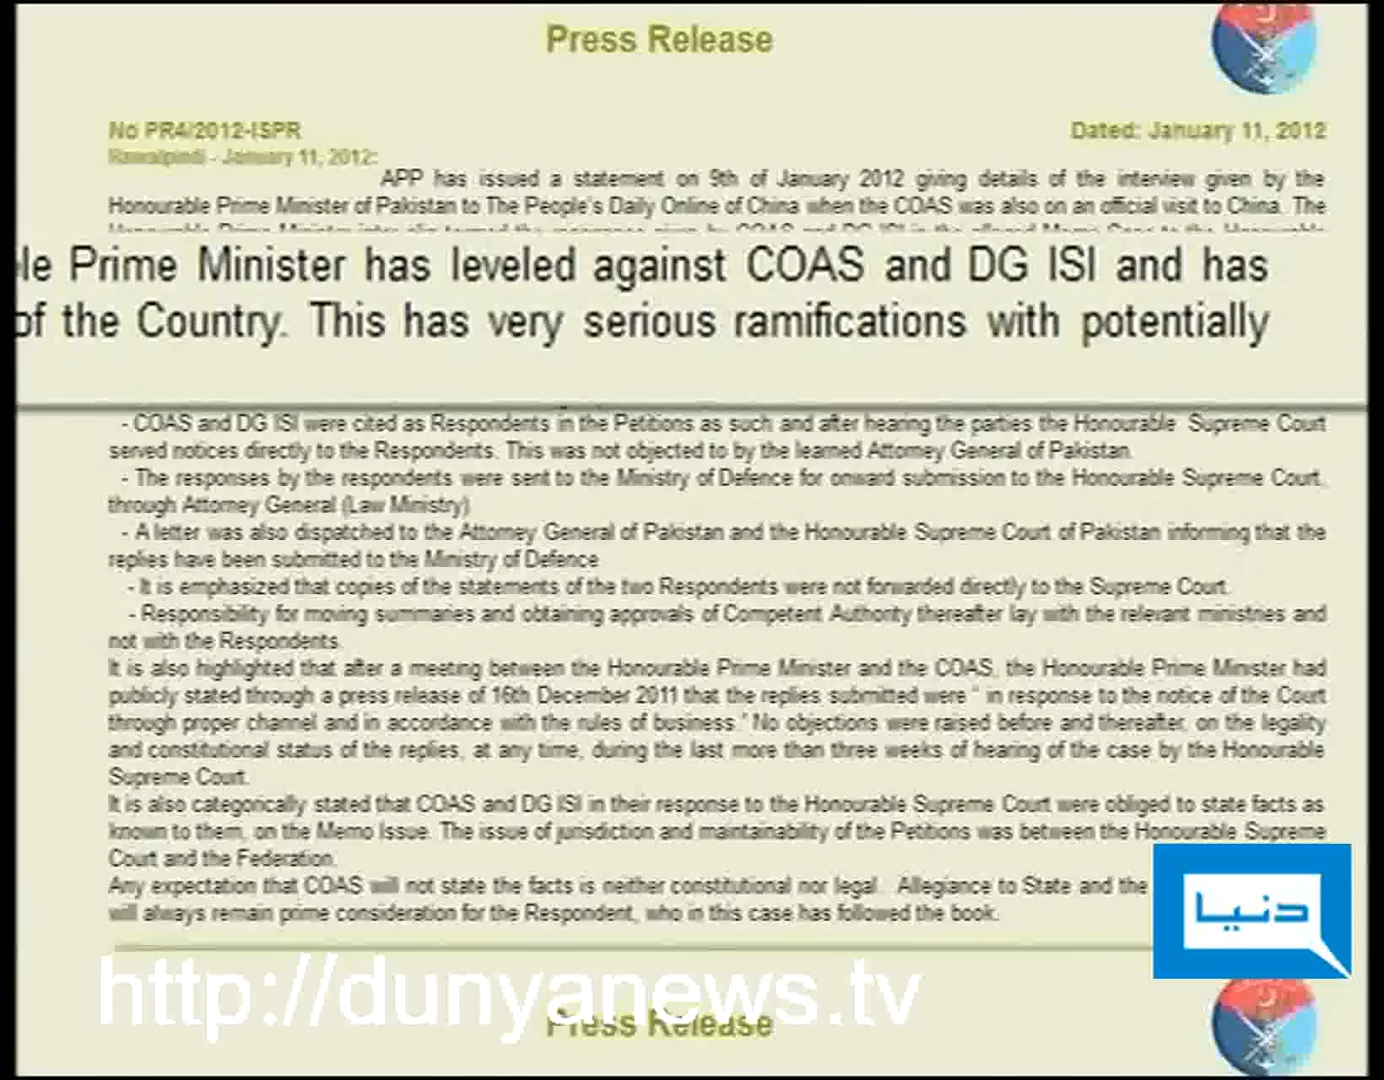 Press Release
No PR4/2012-ISPR
Dated: January 11, 2012
Rawalpindi - January 11, 2012:
APP has issued a statement on 9th of January 2012 giving details of the interview given by the
Honourable Prime Minister of Pakistan to The People's Daily Online of China when the COAS was also on an official visit to China. The
le Prime Minister has leveled against COAS and DG ISI and has
of the Country. This has very serious ramifications with potentially
- COAS and DG ISI were cited as Respondents in the Petitions as such and after hearing the parties the Honourable Supreme Court
served notices directly to the Respondents. This was not objected to by the learned Attorney General of Pakistan.
- The responses by the respondents were sent to the Ministry of Defence for onward submission to the Honourable Supreme Court,
through Attorney General (Law Ministry)
- A letter was also dispatched to the Attorney General of Pakistan and the Honourable Supreme Court of Pakistan informing that the
replies have been submitted to the Ministry of Defence
- It is emphasized that copies of the statements of the two Respondents were not forwarded directly to the Supreme Court.
- Responsibility for moving summaries and obtaining approvals of Competent Authority thereafter lay with the relevant ministries and
not with the Respondents.
It is also highlighted that after a meeting between the Honourable Prime Minister and the COAS, the Honourable Prime Minister had
publicly stated through a press release of 16th December 2011 that the replies submitted were " in response to the notice of the Court
through proper channel and in accordance with the rules of business." No objections were raised before and thereafter, on the legality
and constitutional status of the replies, at any time, during the last more than three weeks of hearing of the case by the Honourable
Supreme Court.
It is also categorically stated that COAS and DG ISI in their response to the Honourable Supreme Court were obliged to state facts as
known to them, on the Memo Issue. The issue of jurisdiction and maintainability of the Petitions was between the Honourable Supreme
Court and the Federation.
Any expectation that COAS will not state the facts is neither constitutional nor legal. Allegiance to State and the
will always remain prime consideration for the Respondent, who in this case has followed the book.
دنیا
http://dunyanews.tv
Press Release